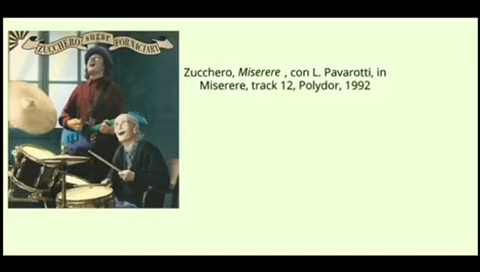 ZUCCHERO sugar FORNACIARI
Zucchero, Miserere , con L. Pavarotti, in
Miserere, track 12, Polydor, 1992